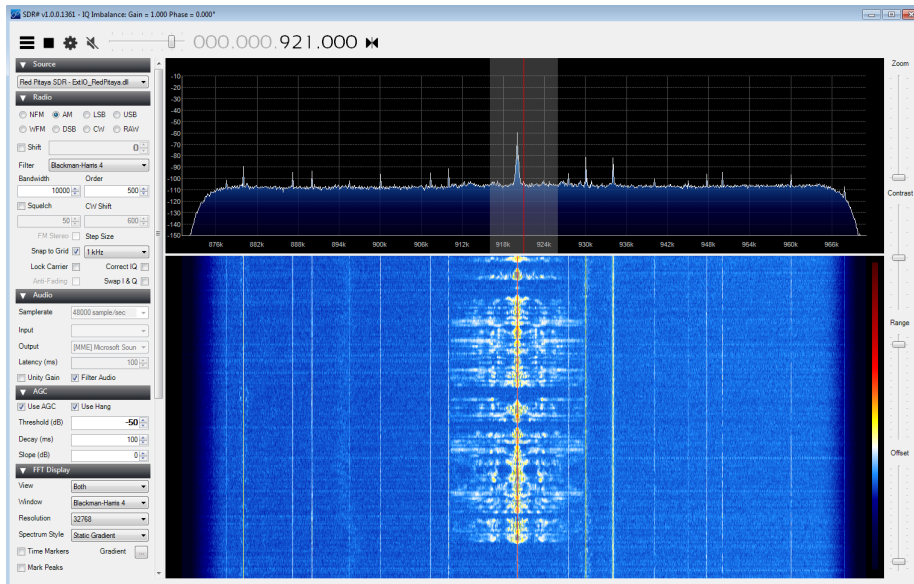 SDR# v1.0.0.1361 - IQ Imbalance: Gain = 1.000 Phase = 0.000°
000.000.921.000
Source
Red Pitaya SDR - ExtIO_RedPitaya.dll
Radio
NFM AM LSB USB
WFM DSB CW RAW
Shift 0
Filter Blackman-Harris 4
Bandwidth Order
10000 500
Squelch CW Shift
50 600
FM Stereo Step Size
Snap to Grid 1 kHz
Lock Carrier Correct IQ
Anti-Fading Swap I & Q
Audio
Samplerate 48000 sample/sec
Input
Output [MME] Microsoft Soun
Latency (ms) 100
Unity Gain Filter Audio
AGC
Use AGC Use Hang
Threshold (dB) -50
Decay (ms) 100
Slope (dB) 0
FFT Display
View Both
Window Blackman-Harris 4
Resolution 32768
Spectrum Style Static Gradient
Time Markers Gradient ...
Mark Peaks
-10
-20
-30
-40
-50
-60
-70
-80
-90
-100
-110
-120
-130
-140
-150
876k 882k 888k 894k 900k 906k 912k 918k 924k 930k 936k 942k 948k 954k 960k 966k
Zoom
Contrast
Range
Offset